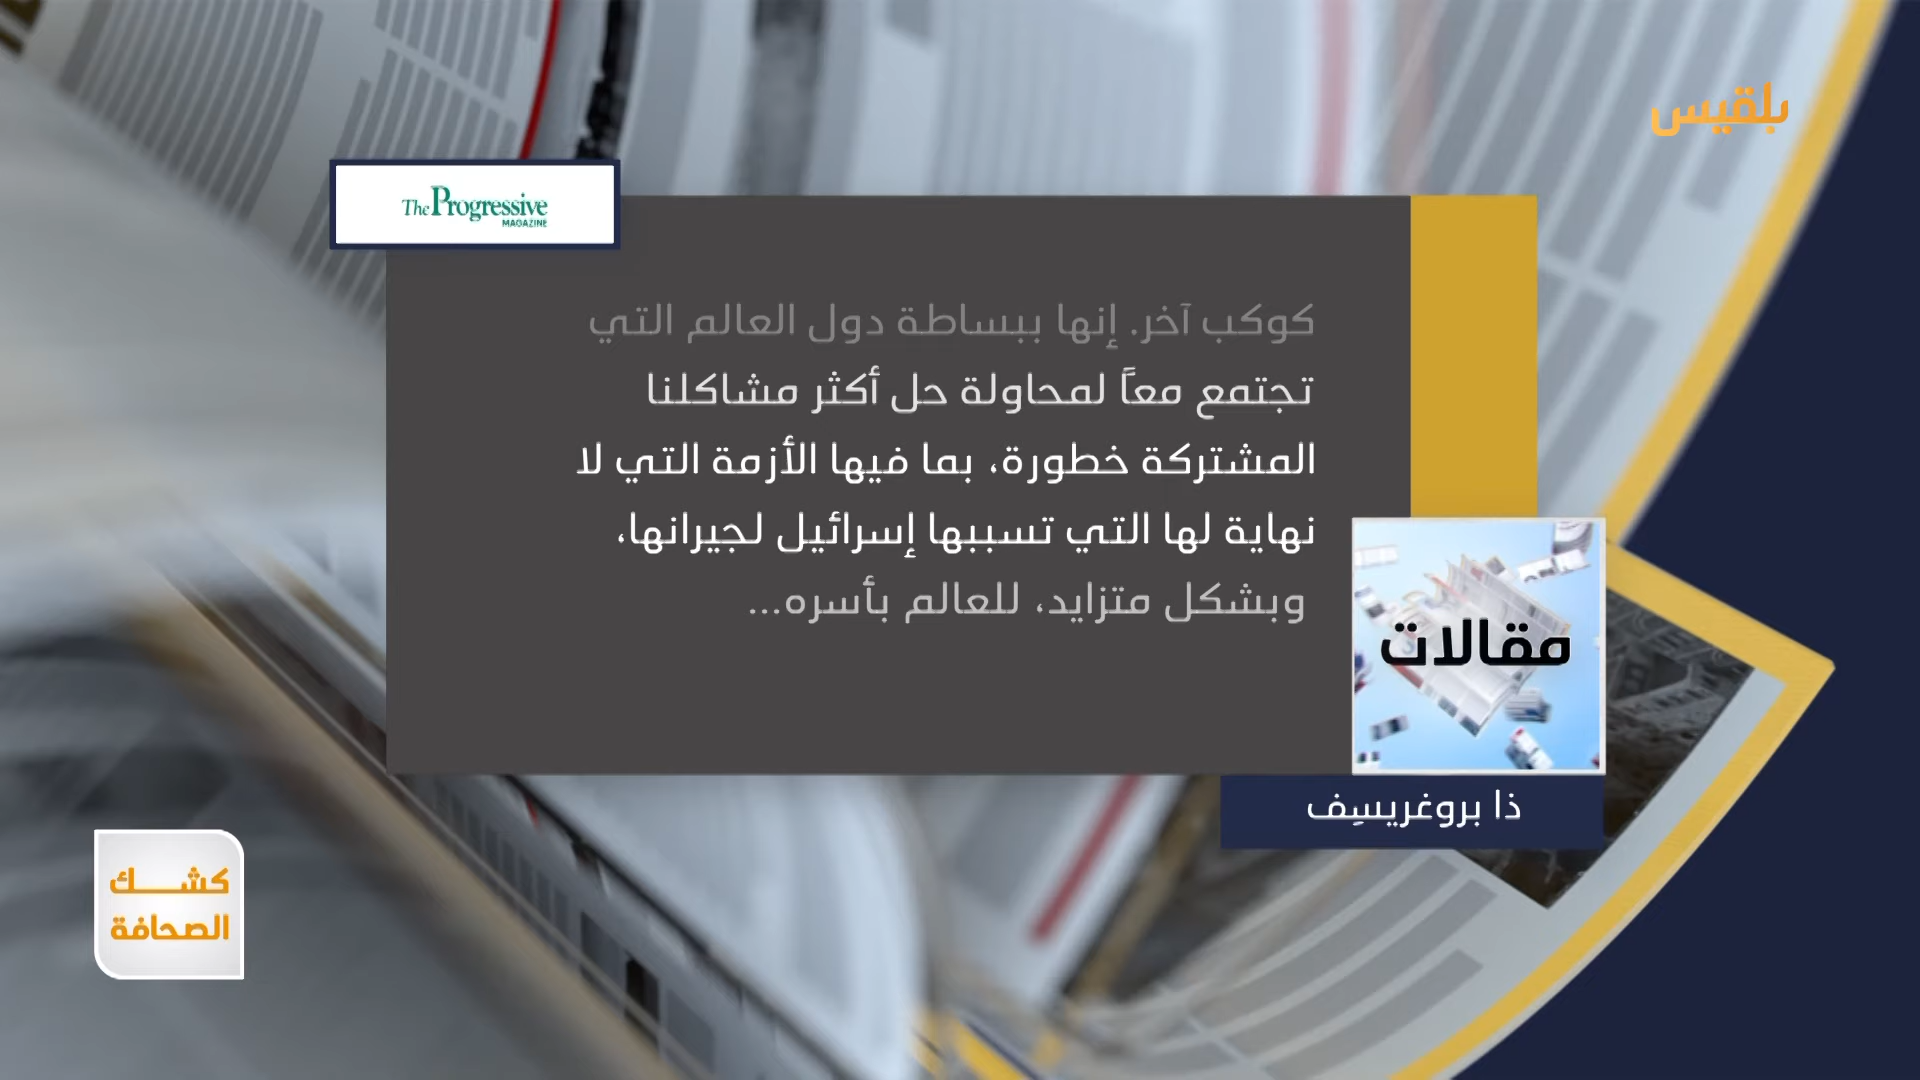 بلقيس
The Progressive
MAGAZINE
كوكب آخر. إنها ببساطة دول العالم التي
تجتمع معاً لمحاولة حل أكثر مشاكلنا
المشتركة خطورة، بما فيها الأزمة التي لا
نهاية لها التي تسببها إسرائيل لجيرانها،
وبشكل متزايد، للعالم بأسره...
مقالات
ذا بروغريسِف
كشك
الصحافة